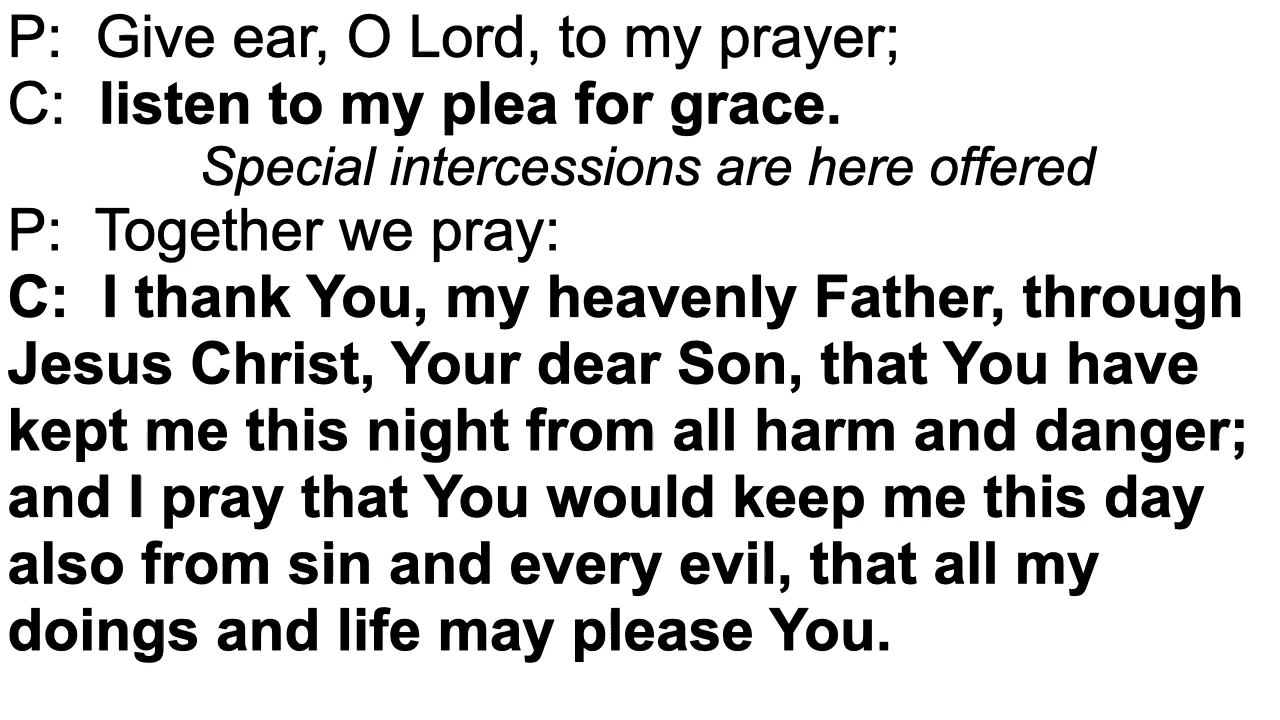 P:  Give ear, O Lord, to my prayer;
C:  listen to my plea for grace.
Special intercessions are here offered
P:  Together we pray:
C:  I thank You, my heavenly Father, through
Jesus Christ, Your dear Son, that You have
kept me this night from all harm and danger;
and I pray that You would keep me this day
also from sin and every evil, that all my
doings and life may please You.